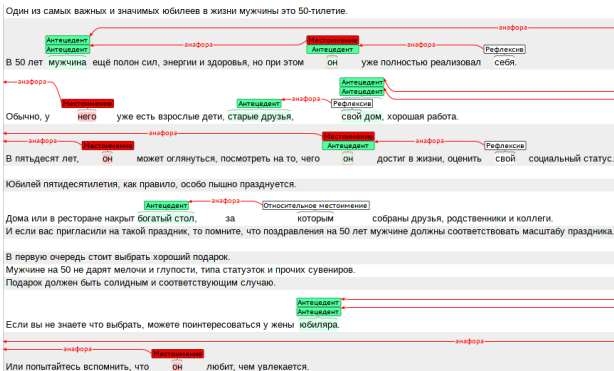 Один из самых важных и значимых юбилеев в жизни мужчины это 50-тилетие.
анафора
Антецедент Местоимение
анафора анафора
Антецедент Антецедент Рефлексив
В 50 лет мужчина ещё полон сил, энергии и здоровья, но при этом он уже полностью реализовал себя.
анафора Антецедент
анафора Антецедент
Местоимение Антецедент Рефлексив
Обычно, у него уже есть взрослые дети, старые друзья, свой дом, хорошая работа.
анафора Местоимение
анафора анафора
Местоимение Антецедент Рефлексив
В пятьдесят лет, он может оглянуться, посмотреть на то, чего он достиг в жизни, оценить свой социальный статус.
Юбилей пятидесятилетия, как правило, особо пышно празднуется.
анафора
Антецедент Относительное местоимение
Дома или в ресторане накрыт богатый стол, за которым собраны друзья, родственники и коллеги.
И если вас пригласили на такой праздник, то помните, что поздравления на 50 лет мужчине должны соответствовать масштабу праздника.
В первую очередь стоит выбрать хороший подарок.
Мужчине на 50 не дарят мелочи и глупости, типа статуэток и прочих сувениров.
Подарок должен быть солидным и соответствующим случаю.
Антецедент
Антецедент
Если вы не знаете что выбрать, можете поинтересоваться у жены юбиляра.
анафора
анафора
Местоимение
Или попытайтесь вспомнить, что он любит, чем увлекается.